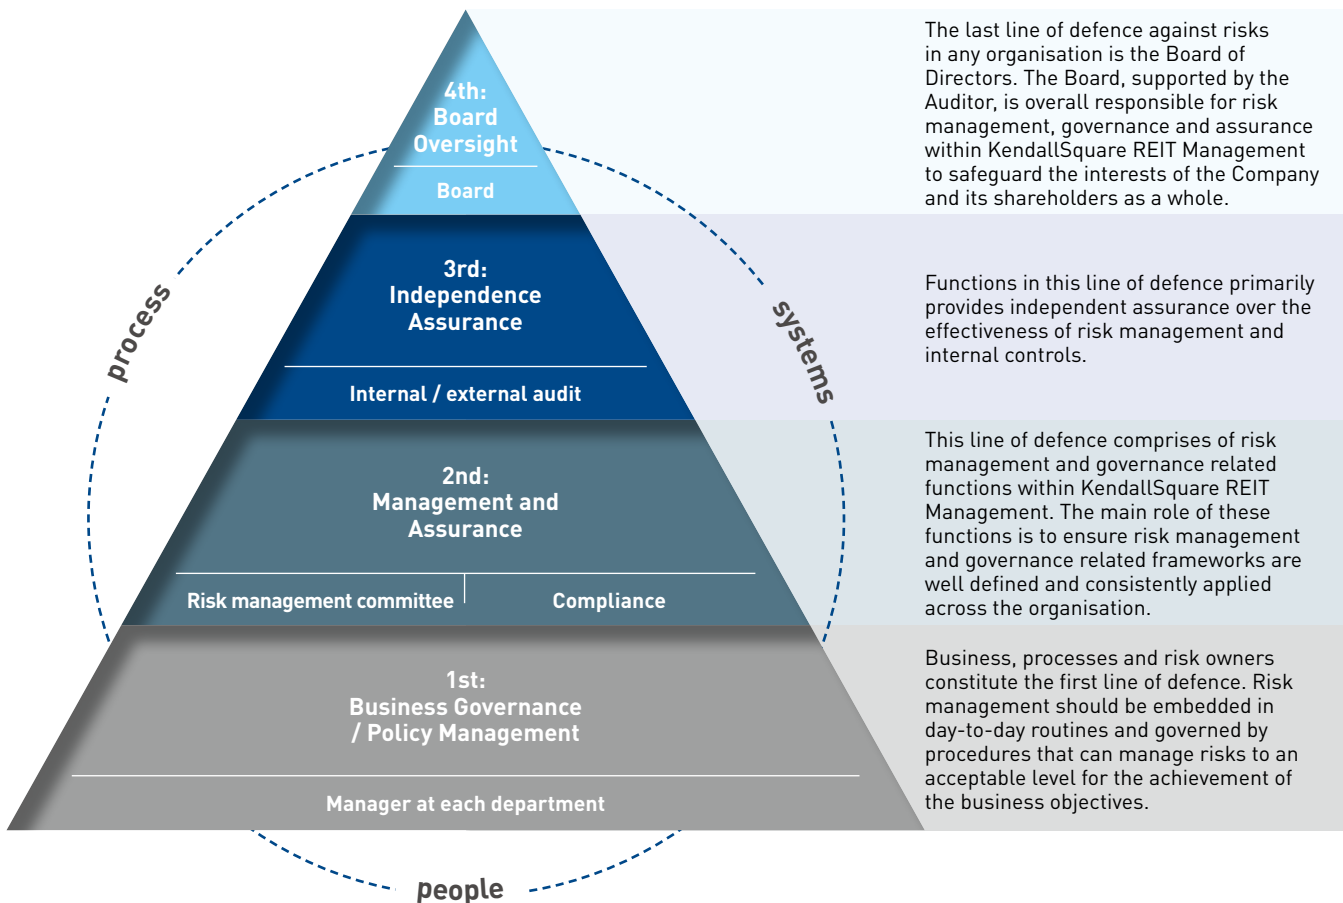 4th:
Board
Oversight
Board
The last line of defence against risks
in any organisation is the Board of
Directors. The Board, supported by the
Auditor, is overall responsible for risk
management, governance and assurance
within KendallSquare REIT Management
to safeguard the interests of the Company
and its shareholders as a whole.
process
systems
3rd:
Independence
Assurance
Internal / external audit
Functions in this line of defence primarily
provides independent assurance over the
effectiveness of risk management and
internal controls.
2nd:
Management and
Assurance
Risk management committee
Compliance
This line of defence comprises of risk
management and governance related
functions within KendallSquare REIT
Management. The main role of these
functions is to ensure risk management
and governance related frameworks are
well defined and consistently applied
across the organisation.
1st:
Business Governance
/ Policy Management
Manager at each department
Business, processes and risk owners
constitute the first line of defence. Risk
management should be embedded in
day-to-day routines and governed by
procedures that can manage risks to an
acceptable level for the achievement of
the business objectives.
people